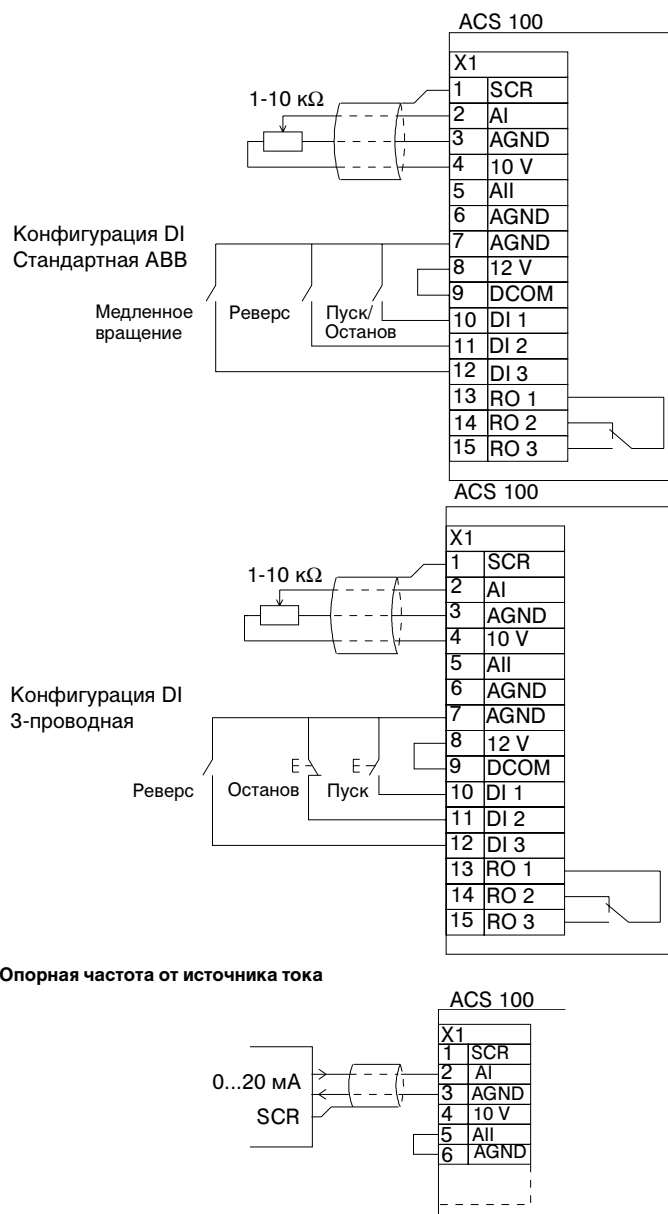 ACS 100
X1
1 SCR
1-10 кΩ
2 AI
3 AGND
4 10 V
5 AII
6 AGND
Конфигурация DI
7 AGND
Стандартная ABB
8 12 V
9 DCOM
Медленное
вращение
Реверс
Пуск/
Останов
10 DI 1
11 DI 2
12 DI 3
13 RO 1
14 RO 2
15 RO 3
ACS 100
X1
1 SCR
1-10 кΩ
2 AI
3 AGND
4 10 V
5 AII
6 AGND
Конфигурация DI
3-проводная
7 AGND
8 12 V
9 DCOM
Реверс
Останов
Пуск
10 DI 1
11 DI 2
12 DI 3
13 RO 1
14 RO 2
15 RO 3
Опорная частота от источника тока
ACS 100
X1
1 SCR
0...20 мА
2 AI
3 AGND
SCR
4 10 V
5 AII
6 AGND